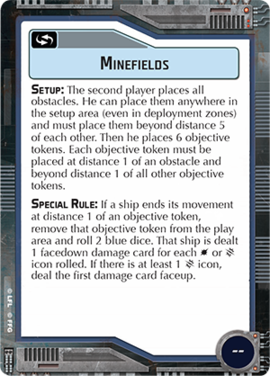 MINEFIELDS
SETUP: The second player places all
obstacles. He can place them anywhere in
the setup area (even in deployment zones)
and must place them beyond distance 5
of each other. Then he places 6 objective
tokens. Each objective token must be
placed at distance 1 of an obstacle and
beyond distance 1 of all other objective
tokens.
SPECIAL RULE: If a ship ends its movement
at distance 1 of an objective token,
remove that objective token from the play
area and roll 2 blue dice. That ship is dealt
1 facedown damage card for each or
icon rolled. If there is at least 1 icon,
deal the first damage card faceup.
© LFL © FFG
--